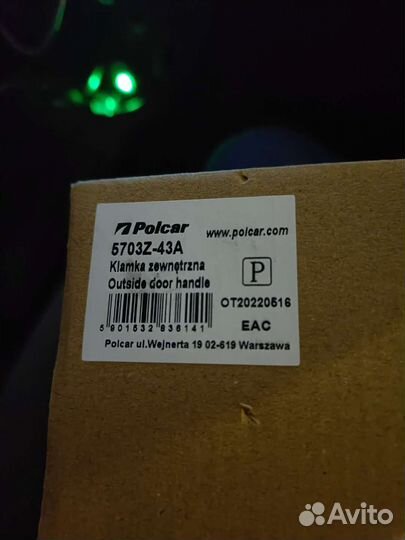 Polcar www.polcar.com
5703Z-43A
Klamka zewnętrzna
Outside door handle
P
OT20220516
5 901532 836141
EAC
Polcar ul.Wejnerta 19 02-619 Warszawa
Avito